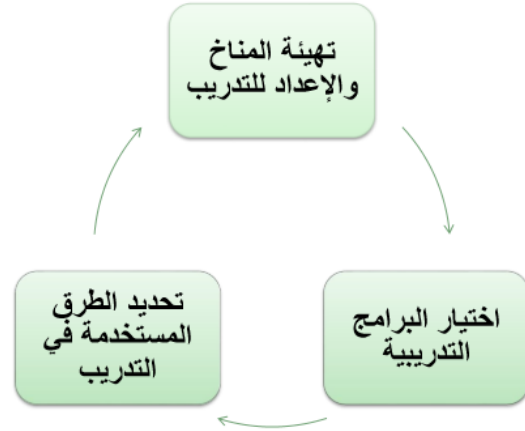 تهيئة المناخ
والإعداد للتدريب
اختيار البرامج
التدريبية
تحديد الطرق
المستخدمة في
التدريب